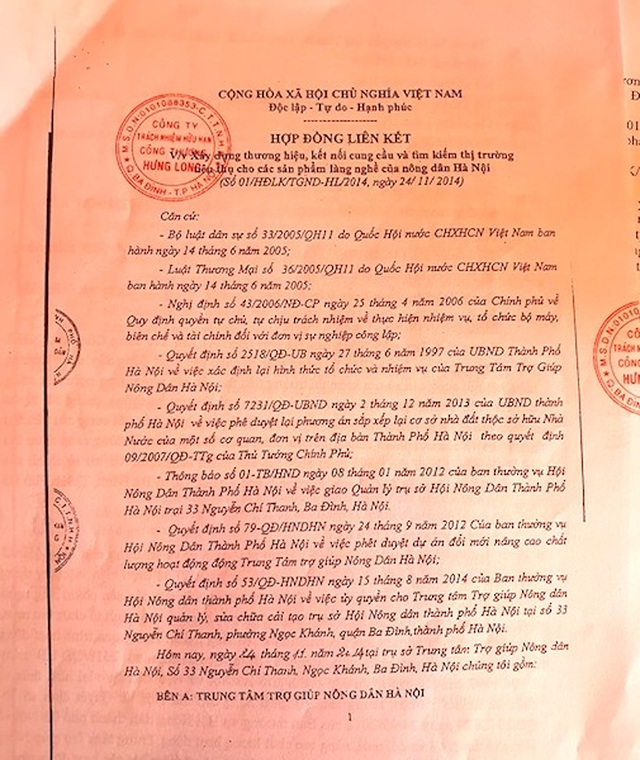 CỘNG HÒA XÃ HỘI CHỦ NGHĨA VIỆT NAM
Độc lập - Tự do - Hạnh phúc
HỢP ĐỒNG LIÊN KẾT
V/v Xây dựng thương hiệu, kết nối cung cầu và tìm kiếm thị trường
tiêu thụ cho các sản phẩm làng nghề của nông dân Hà Nội
(Số 01/HĐLK/TGND-HL/2014, ngày 24/ 11/ 2014)
M.S.D.N:0101088353-C.T.T.N.H.H
CÔNG TY
TRÁCH NHIỆM HỮU HẠN
CÔNG
HƯNG LONG
Q.BA ĐÌNH - T.P HÀ NỘI
Căn cứ:
- Bộ luật dân sự số 33/2005/QH11 do Quốc Hội nước CHXHCN Việt Nam ban
hành ngày 14 tháng 6 năm 2005;
- Luật Thương Mại số 36/2005/QH11 do Quốc Hội nước CHXHCN Việt Nam
ban hành ngày 14 tháng 6 năm 2005;
- Nghị định số 43/2006/NĐ-CP ngày 25 tháng 4 năm 2006 của Chính phủ về
Quy định quyền tự chủ, tự chịu trách nhiệm về thực hiện nhiệm vụ, tổ chức bộ máy,
biên chế và tài chính đối với đơn vị sự nghiệp công lập;
- Quyết định số 2518/QĐ-UB ngày 27 tháng 6 năm 1997 của UBND Thành Phố
Hà Nội về việc xác định lại hình thức tổ chức và nhiệm vụ của Trung Tâm Trợ Giúp
Nông Dân Hà Nội;
- Quyết định số 7231/QĐ-UBND ngày 2 tháng 12 năm 2013 của UBND thành
phố Hà Nội về việc phê duyệt lại phương án sắp xếp lại cơ sở nhà đất thộc sở hữu Nhà
Nước của một số cơ quan, đơn vị trên địa bàn Thành Phố Hà Nội theo quyết định
09/2007/QĐ-TTg của Thủ Tướng Chính Phủ;
- Thông báo số 01-TB/HND ngày 08 tháng 01 năm 2012 của ban thường vụ Hội
Nông Dân Thành Phố Hà Nội về việc giao Quản lý trụ sở Hội Nông Dân Thành Phố
Hà Nội trại 33 Nguyễn Chí Thanh, Ba Đình, Hà Nội.
- Quyết định số 79-QĐ/HNDHN ngày 24 tháng 9 năm 2012 Của ban thường vụ
Hội Nông Dân Thành Phố Hà Nội về việc phêt duyệt dự án đổi mới nâng cao chất
lượng hoạt động động Trung Tâm trợ giúp Nông Dân Hà Nội;
- Quyết định số 53/QĐ-HNDHN ngày 15 tháng 8 năm 2014 của Ban thường vụ
Hội Nông dân thành phố Hà Nội về việc ủy quyền cho Trung tâm Trợ giúp Nông dân
Hà Nội quản lý, sửa chữa cải tạo trụ sở Hội Nông dân thành phố Hà Nội tại số 33
Nguyễn Chí Thanh, phường Ngọc Khánh, quận Ba Đình,thành phố Hà Nội.
Hôm nay, ngày 24 tháng 11 năm 2014 tại trụ sở Trung tâm Trợ giúp Nông dân
Hà Nội, Số 33 Nguyễn Chí Thanh, Ngọc Khánh, Ba Đình, Hà Nội chúng tôi gồm:
BÊN A: TRUNG TÂM TRỢ GIÚP NÔNG DÂN HÀ NỘI
1